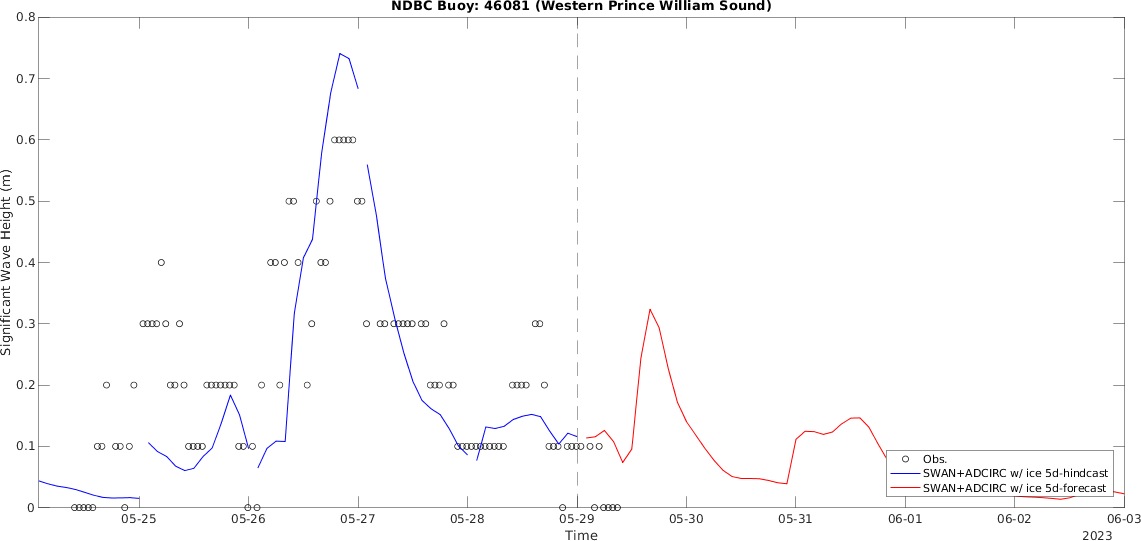 NDBC Buoy: 46081 (Western Prince William Sound)
0.8
0.7
0.6
0.5
0.4
0.3
0.2
0.1
0
Significant Wave Height (m)
Obs.
SWAN+ADCIRC w/ ice 5d-hindcast
SWAN+ADCIRC w/ ice 5d-forecast
05-25 05-26 05-27 05-28 05-29 05-30 05-31 06-01 06-02 06-03
Time
2023